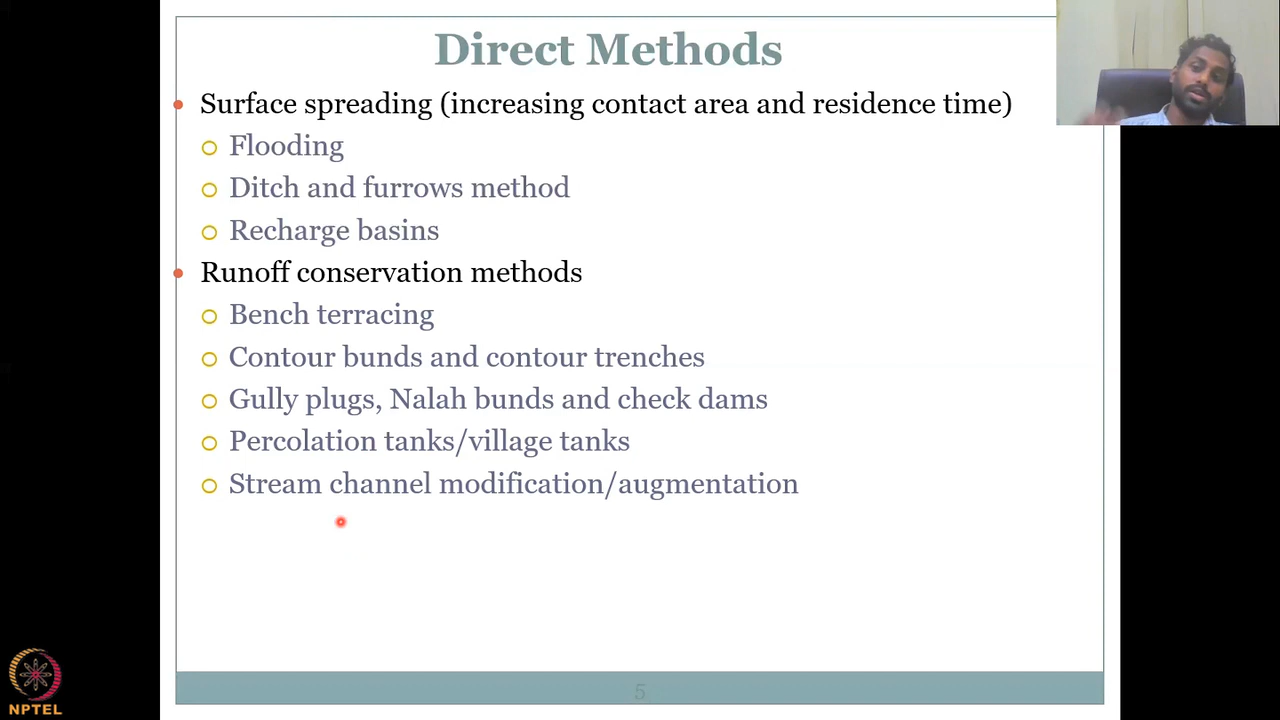 Direct Methods
Surface spreading (increasing contact area and residence time)
Flooding
Ditch and furrows method
Recharge basins
Runoff conservation methods
Bench terracing
Contour bunds and contour trenches
Gully plugs, Nalah bunds and check dams
Percolation tanks/village tanks
Stream channel modification/augmentation
5
NPTEL